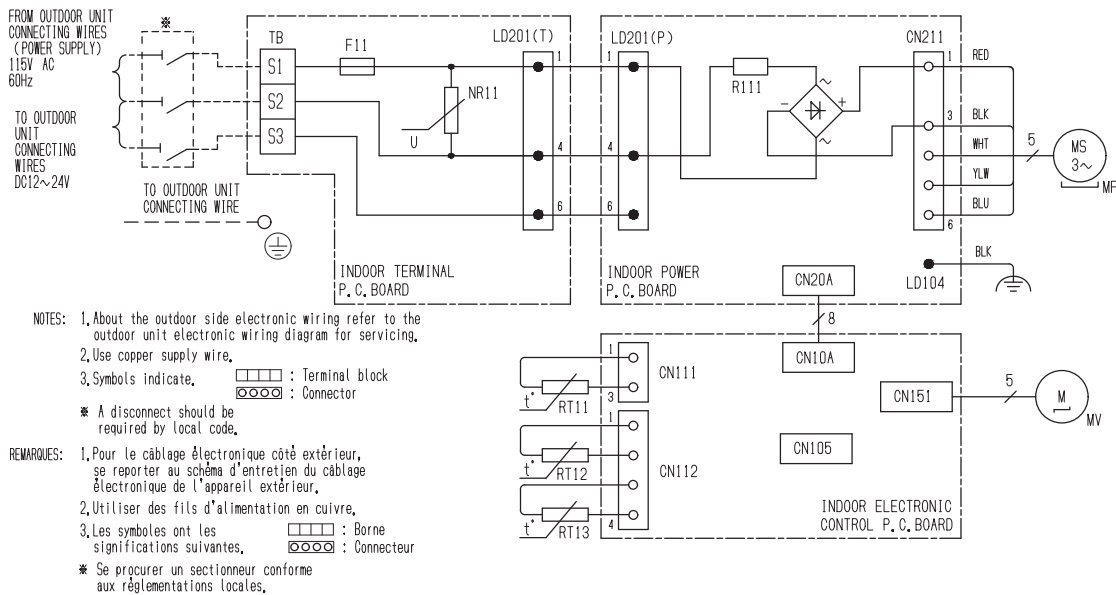 FROM OUTDOOR UNIT
CONNECTING WIRES
(POWER SUPPLY)
115V AC
60Hz
※
TO OUTDOOR
UNIT
CONNECTING
WIRES
DC12～24V
TO OUTDOOR UNIT
CONNECTING WIRE
TB
S1
S2
S3
F11
NR11
U
LD201(T)
1
4
6
INDOOR TERMINAL
P.C.BOARD
LD201(P)
1
4
6
R111
~
-
+
~
CN211
1
3
6
RED
BLK
WHT
YLW
BLU
5
MS
3～
MF
BLK
LD104
INDOOR POWER
P.C.BOARD
CN20A
8
CN10A
CN111
1
3
t°
RT11
CN112
1
4
t°
RT12
t°
RT13
CN151
5
M
MV
CN105
INDOOR ELECTRONIC
CONTROL P.C.BOARD
NOTES: 1.About the outdoor side electronic wiring refer to the
outdoor unit electronic wiring diagram for servicing.
2.Use copper supply wire.
3.Symbols indicate. : Terminal block
: Connector
※ A disconnect should be
required by local code.
REMARQUES: 1.Pour le câblage électronique côté extérieur,
se reporter au schéma d'entretien du câblage
électronique de l'appareil extérieur.
2.Utiliser des fils d'alimentation en cuivre.
3.Les symboles ont les : Borne
significations suivantes. : Connecteur
※ Se procurer un sectionneur conforme
aux réglementations locales.